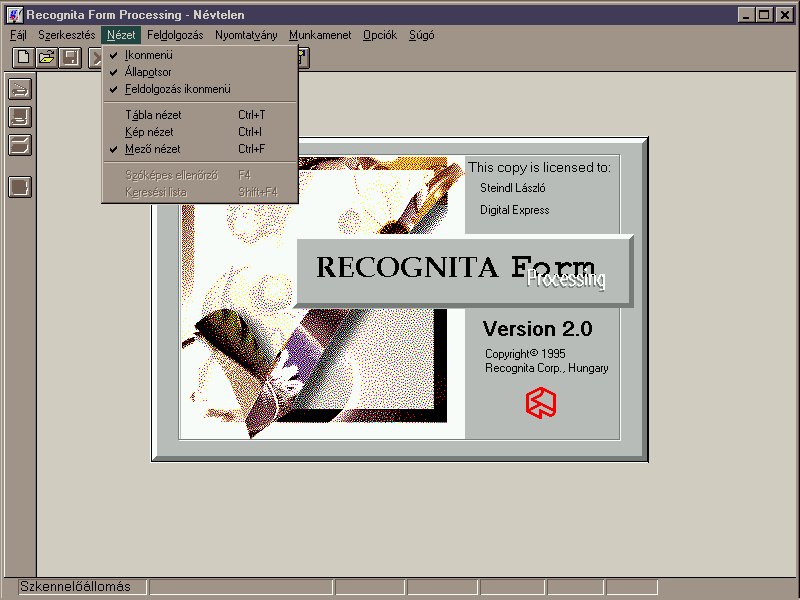 Recognita Form Processing - Névtelen
Fájl Szerkesztés Nézet Feldolgozás Nyomtatvány Munkamenet Opciók Súgó
Ikonmenü
Állapotsor
Feldolgozás ikonmenü
Tábla nézet Ctrl+T
Kép nézet Ctrl+I
Mező nézet Ctrl+F
Szóképes ellenőrző F4
Keresési lista Shift+F4
This copy is licensed to:
Steindl László
Digital Express
RECOGNITA Form
Processing
Version 2.0
Copyright© 1995
Recognita Corp., Hungary
Szkennelőállomás